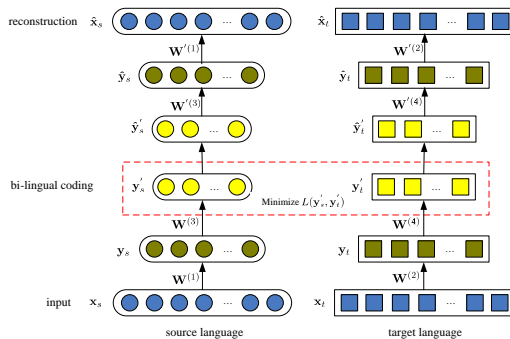 reconstruction x̂_s ... x̂_t ...
W′(1) W′(2)
ŷ_s ... ŷ_t ...
W′(3) W′(4)
ŷ′_s ... ŷ′_t ...
bi-lingual coding y′_s ... y′_t ...
Minimize L(y′_s, y′_t)
W(3) W(4)
y_s ... y_t ...
W(1) W(2)
input x_s ... x_t ...
source language target language